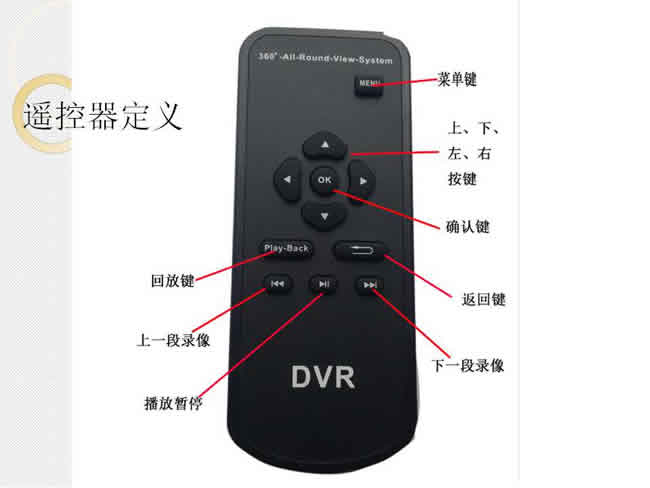 遥控器定义
360°-All-Round-View-System
MENU
菜单键
上、下、
左、右
按键
OK
确认键
Play-Back
回放键
返回键
上一段录像
下一段录像
播放暂停
DVR